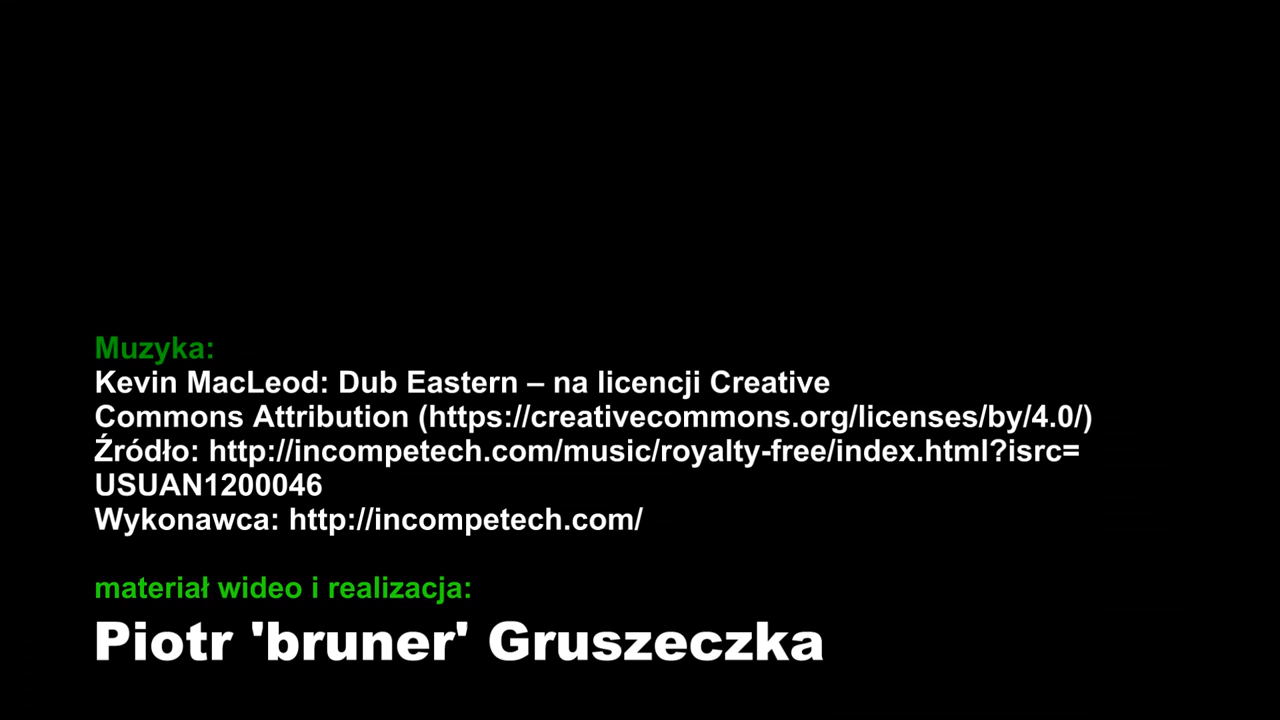 Muzyka:
Kevin MacLeod: Dub Eastern – na licencji Creative
Commons Attribution (https://creativecommons.org/licenses/by/4.0/)
Źródło: http://incompetech.com/music/royalty-free/index.html?isrc=
USUAN1200046
Wykonawca: http://incompetech.com/
materiał wideo i realizacja:
Piotr 'bruner' Gruszeczka